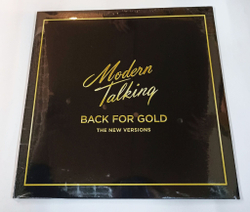 Modern
Talking
BACK FOR GOLD
THE NEW VERSIONS